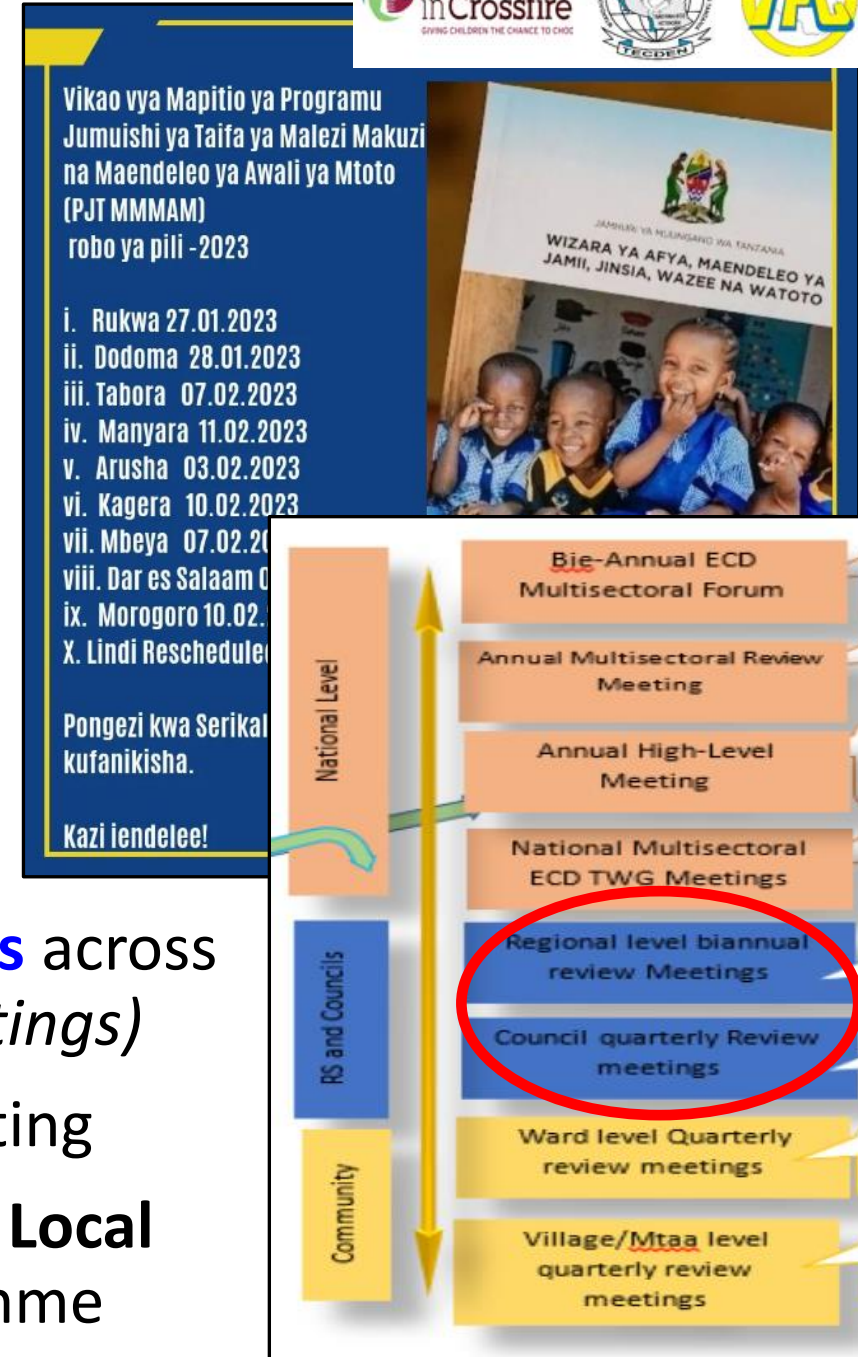 inCrossfire
GIVING CHILDREN THE CHANCE TO CHOO
TECDEN
Vikao vya Mapitio ya Programu
Jumuishi ya Taifa ya Malezi Makuzi
na Maendeleo ya Awali ya Mtoto
(PJT MMMAM)
robo ya pili -2023
i. Rukwa 27.01.2023
ii. Dodoma 28.01.2023
iii. Tabora 07.02.2023
iv. Manyara 11.02.2023
v. Arusha 03.02.2023
vi. Kagera 10.02.2023
vii. Mbeya 07.02.20
viii. Dar es Salaam
ix. Morogoro 10.02.
X. Lindi Reschedule
Pongezi kwa Serikal
kufanikisha.
Kazi iendelee!
JAMHURI YA MUUNGANO WA TANZANIA
WIZARA YA AFYA, MAENDELEO YA
JAMII, JINSIA, WAZEE NA WATOTO
National Level
Bie-Annual ECD
Multisectoral Forum
Annual Multisectoral Review
Meeting
Annual High-Level
Meeting
National Multisectoral
ECD TWG Meetings
RS and Councils
Regional level biannual
review Meetings
Council quarterly Review
meetings
Community
Ward level Quarterly
review meetings
Village/Mtaa level
quarterly review
meetings
s across
tings)
ting
Local
nme